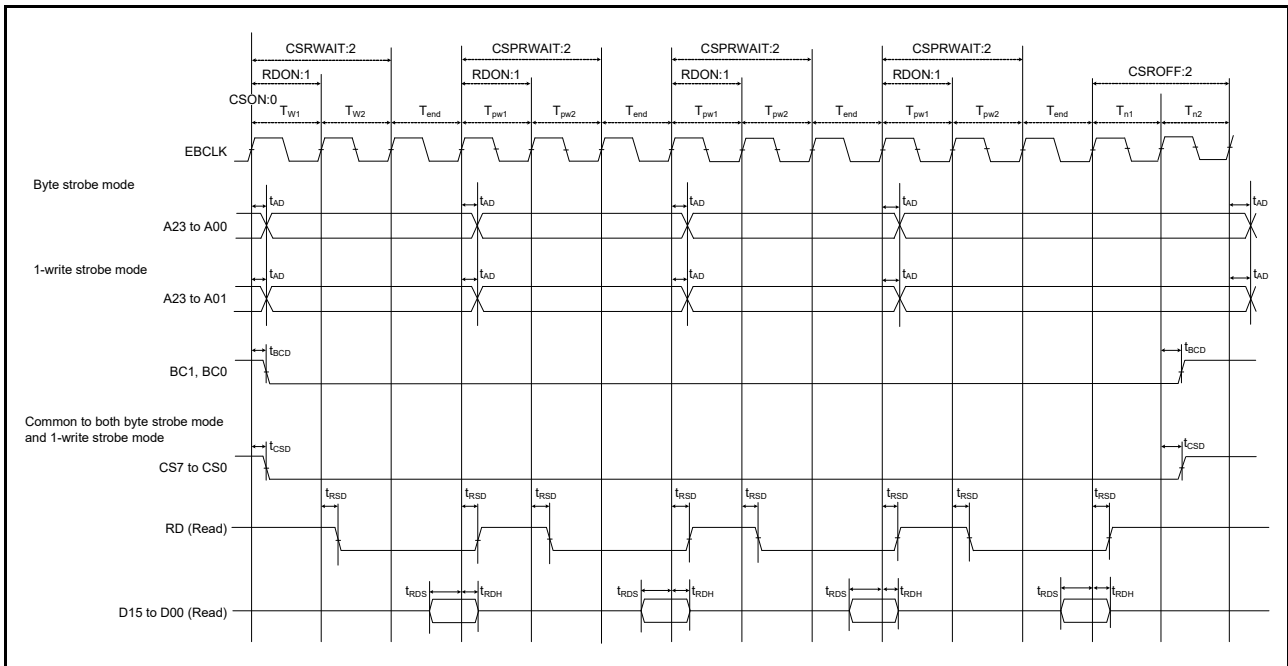 CSRWAIT:2 CSPRWAIT:2 CSPRWAIT:2 CSPRWAIT:2
RDON:1 RDON:1 RDON:1 RDON:1 CSROFF:2
CSON:0
TW1 TW2 Tend Tpw1 Tpw2 Tend Tpw1 Tpw2 Tend Tpw1 Tpw2 Tend Tn1 Tn2
EBCLK
Byte strobe mode
tAD tAD tAD tAD tAD
A23 to A00
1-write strobe mode
tAD tAD tAD tAD tAD
A23 to A01
tBCD tBCD
BC1, BC0
Common to both byte strobe mode
and 1-write strobe mode
tCSD tCSD
CS7 to CS0
tRSD tRSD tRSD tRSD tRSD tRSD tRSD tRSD
RD (Read)
tRDS tRDH tRDS tRDH tRDS tRDH tRDS tRDH
D15 to D00 (Read)